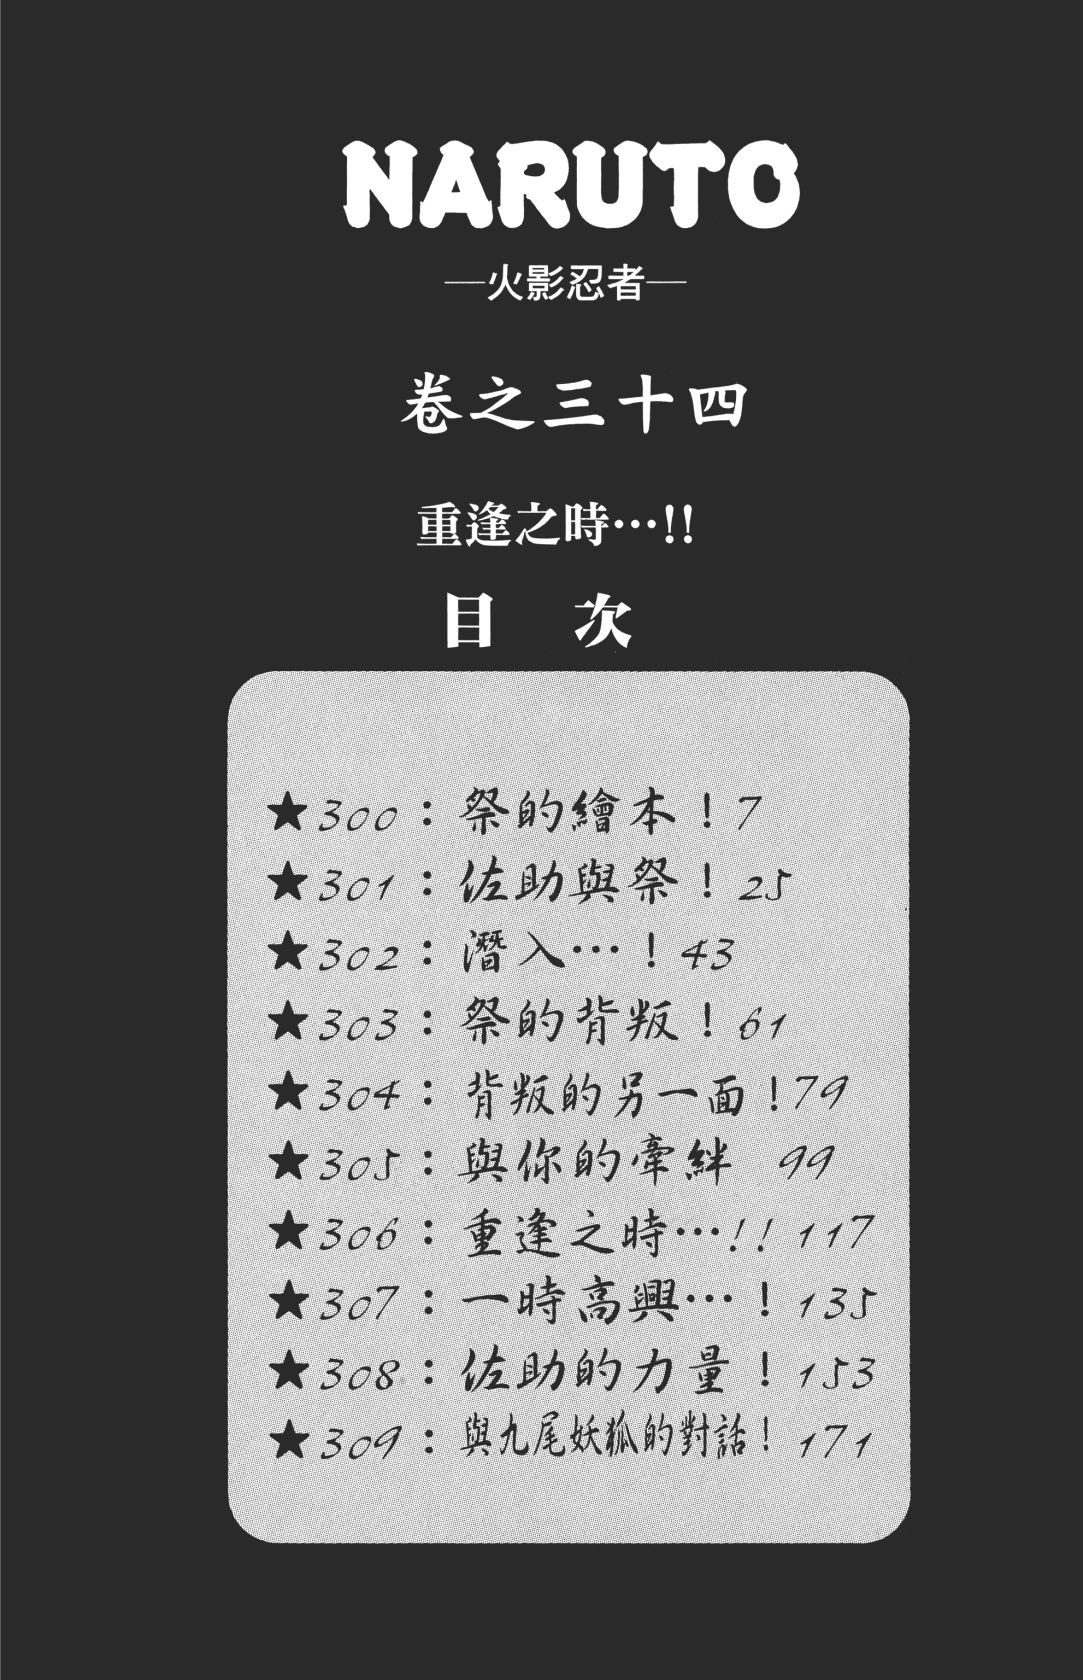 NARUTO
—火影忍者—
卷之三十四
重逢之時…!!
目 次
★300：祭的繪本！7
★301：佐助與祭！25
★302：潛入…！43
★303：祭的背叛！61
★304：背叛的另一面！79
★305：與你的牽絆 99
★306：重逢之時…!! 117
★307：一時高興…！135
★308：佐助的力量！153
★309：與九尾妖狐的對話！171